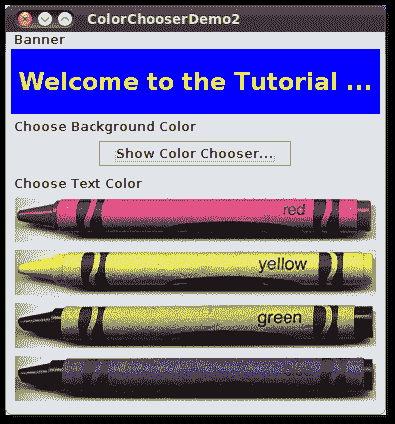 ColorChooserDemo2
Banner
Welcome to the Tutorial ...
Choose Background Color
Show Color Chooser...
Choose Text Color
red
yellow
green